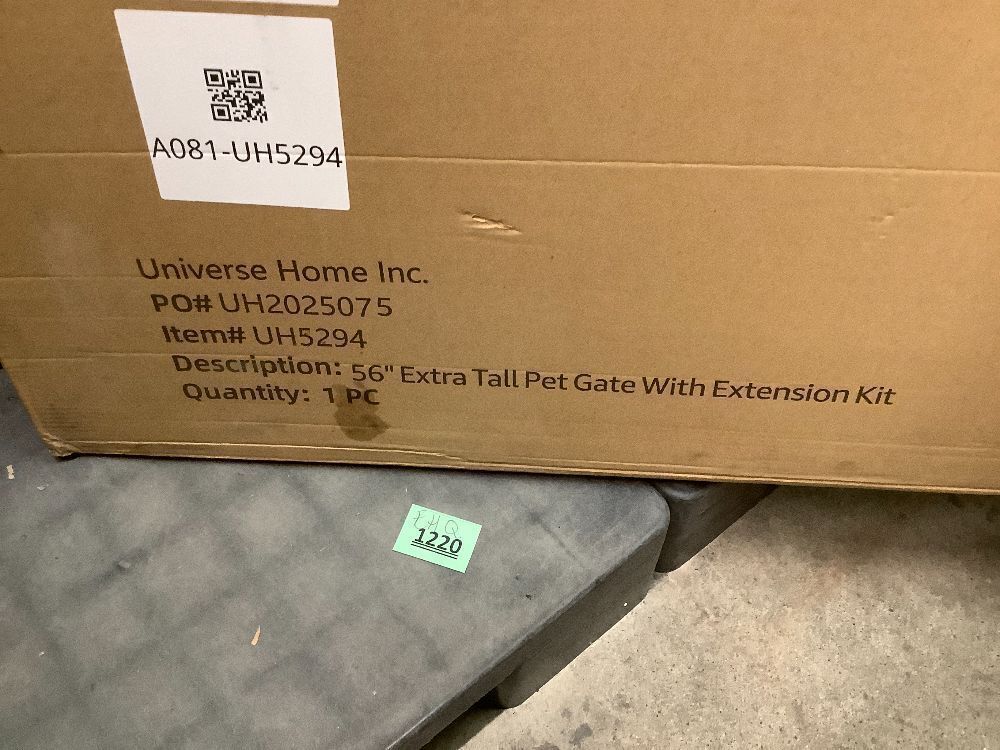 A081-UH5294
Universe Home Inc.
PO# UH2025075
Item# UH5294
Description: 56" Extra Tall Pet Gate With Extension Kit
Quantity: 1 PC
EHQ
1220